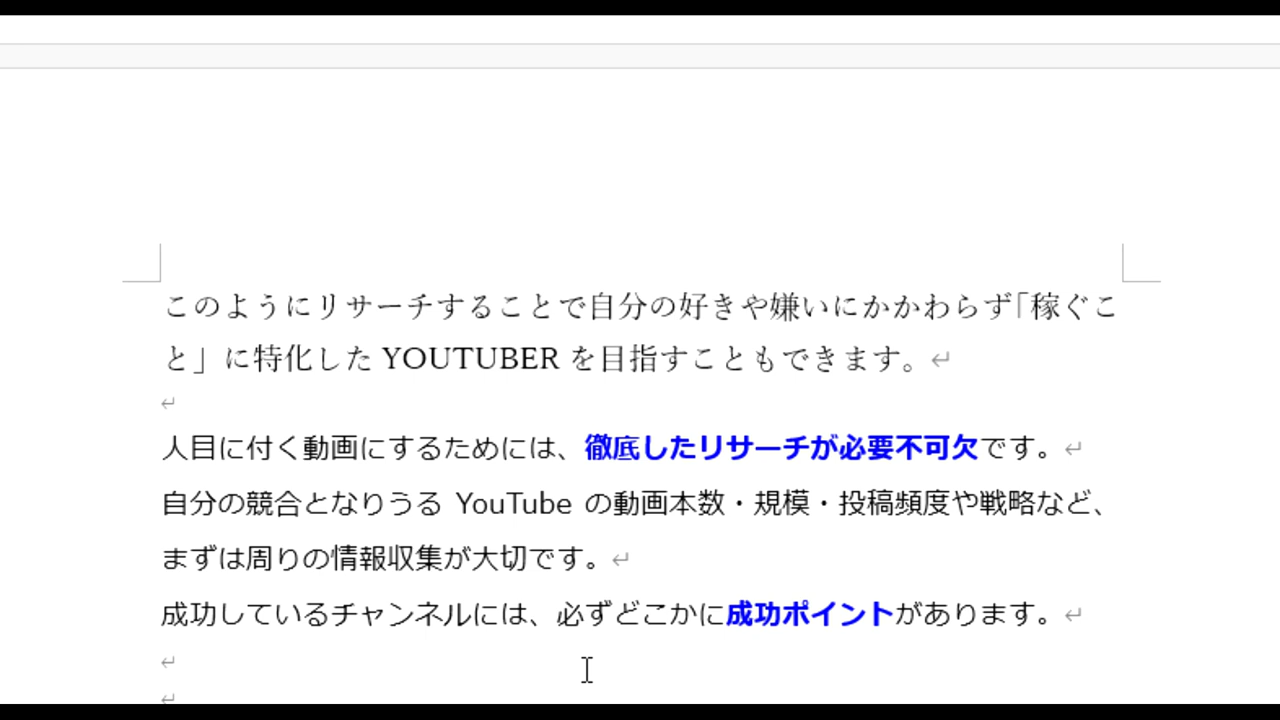 このようにリサーチすることで自分の好きや嫌いにかかわらず「稼ぐこ
と」に特化した YOUTUBER を目指すこともできます。
人目に付く動画にするためには、徹底したリサーチが必要不可欠です。
自分の競合となりうる YouTube の動画本数・規模・投稿頻度や戦略など、
まずは周りの情報収集が大切です。
成功しているチャンネルには、必ずどこかに成功ポイントがあります。